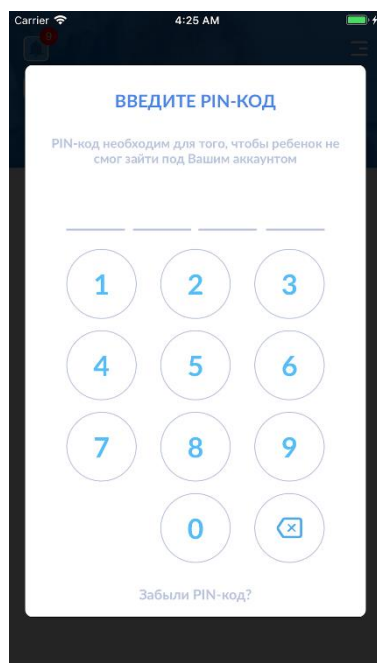 Carrier 4:25 AM
9
ВВЕДИТЕ PIN-КОД
PIN-код необходим для того, чтобы ребенок не
смог зайти под Вашим аккаунтом
1 2 3
4 5 6
7 8 9
0
Забыли PIN-код?